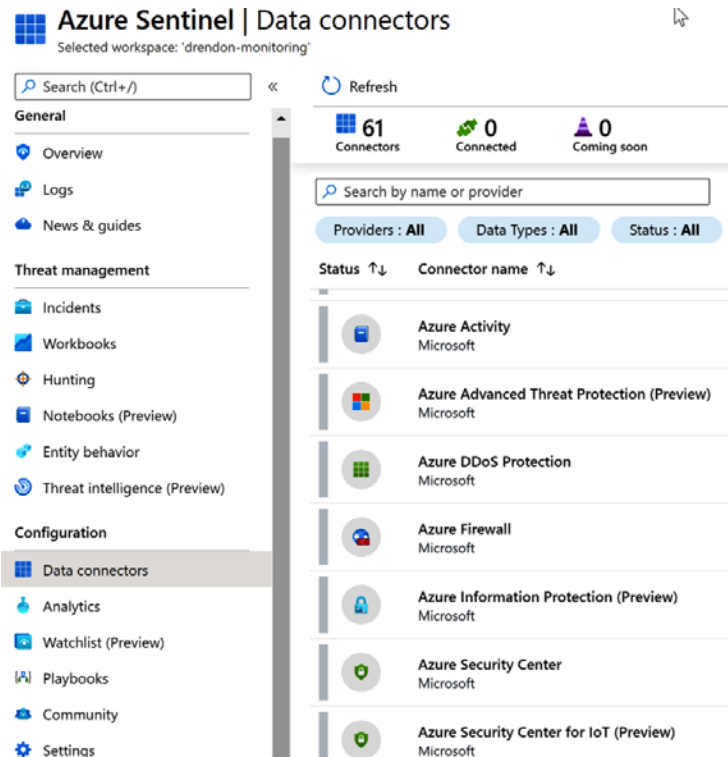 Azure Sentinel | Data connectors
Selected workspace: 'drendon-monitoring'
Search (Ctrl+/)
«
General
Overview
Logs
News & guides
Threat management
Incidents
Workbooks
Hunting
Notebooks (Preview)
Entity behavior
Threat intelligence (Preview)
Configuration
Data connectors
Analytics
Watchlist (Preview)
Playbooks
Community
Settings
Refresh
61
Connectors
0
Connected
0
Coming soon
Search by name or provider
Providers : All
Data Types : All
Status : All
Status ↑↓ Connector name ↑↓
Azure Activity
Microsoft
Azure Advanced Threat Protection (Preview)
Microsoft
Azure DDoS Protection
Microsoft
Azure Firewall
Microsoft
Azure Information Protection (Preview)
Microsoft
Azure Security Center
Microsoft
Azure Security Center for IoT (Preview)
Microsoft